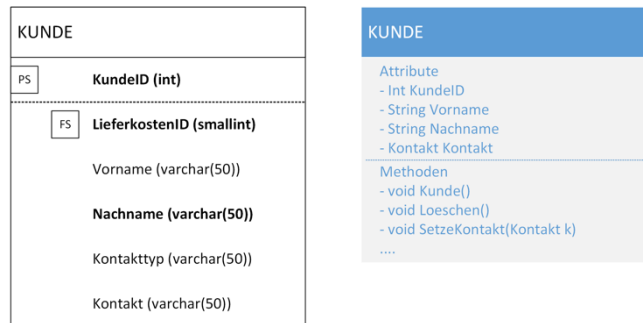 KUNDE
PS
KundeID (int)
FS
LieferkostenID (smallint)
Vorname (varchar(50))
Nachname (varchar(50))
Kontakttyp (varchar(50))
Kontakt (varchar(50))
KUNDE
Attribute
- Int KundeID
- String Vorname
- String Nachname
- Kontakt Kontakt
Methoden
- void Kunde()
- void Loeschen()
- void SetzeKontakt(Kontakt k)
....